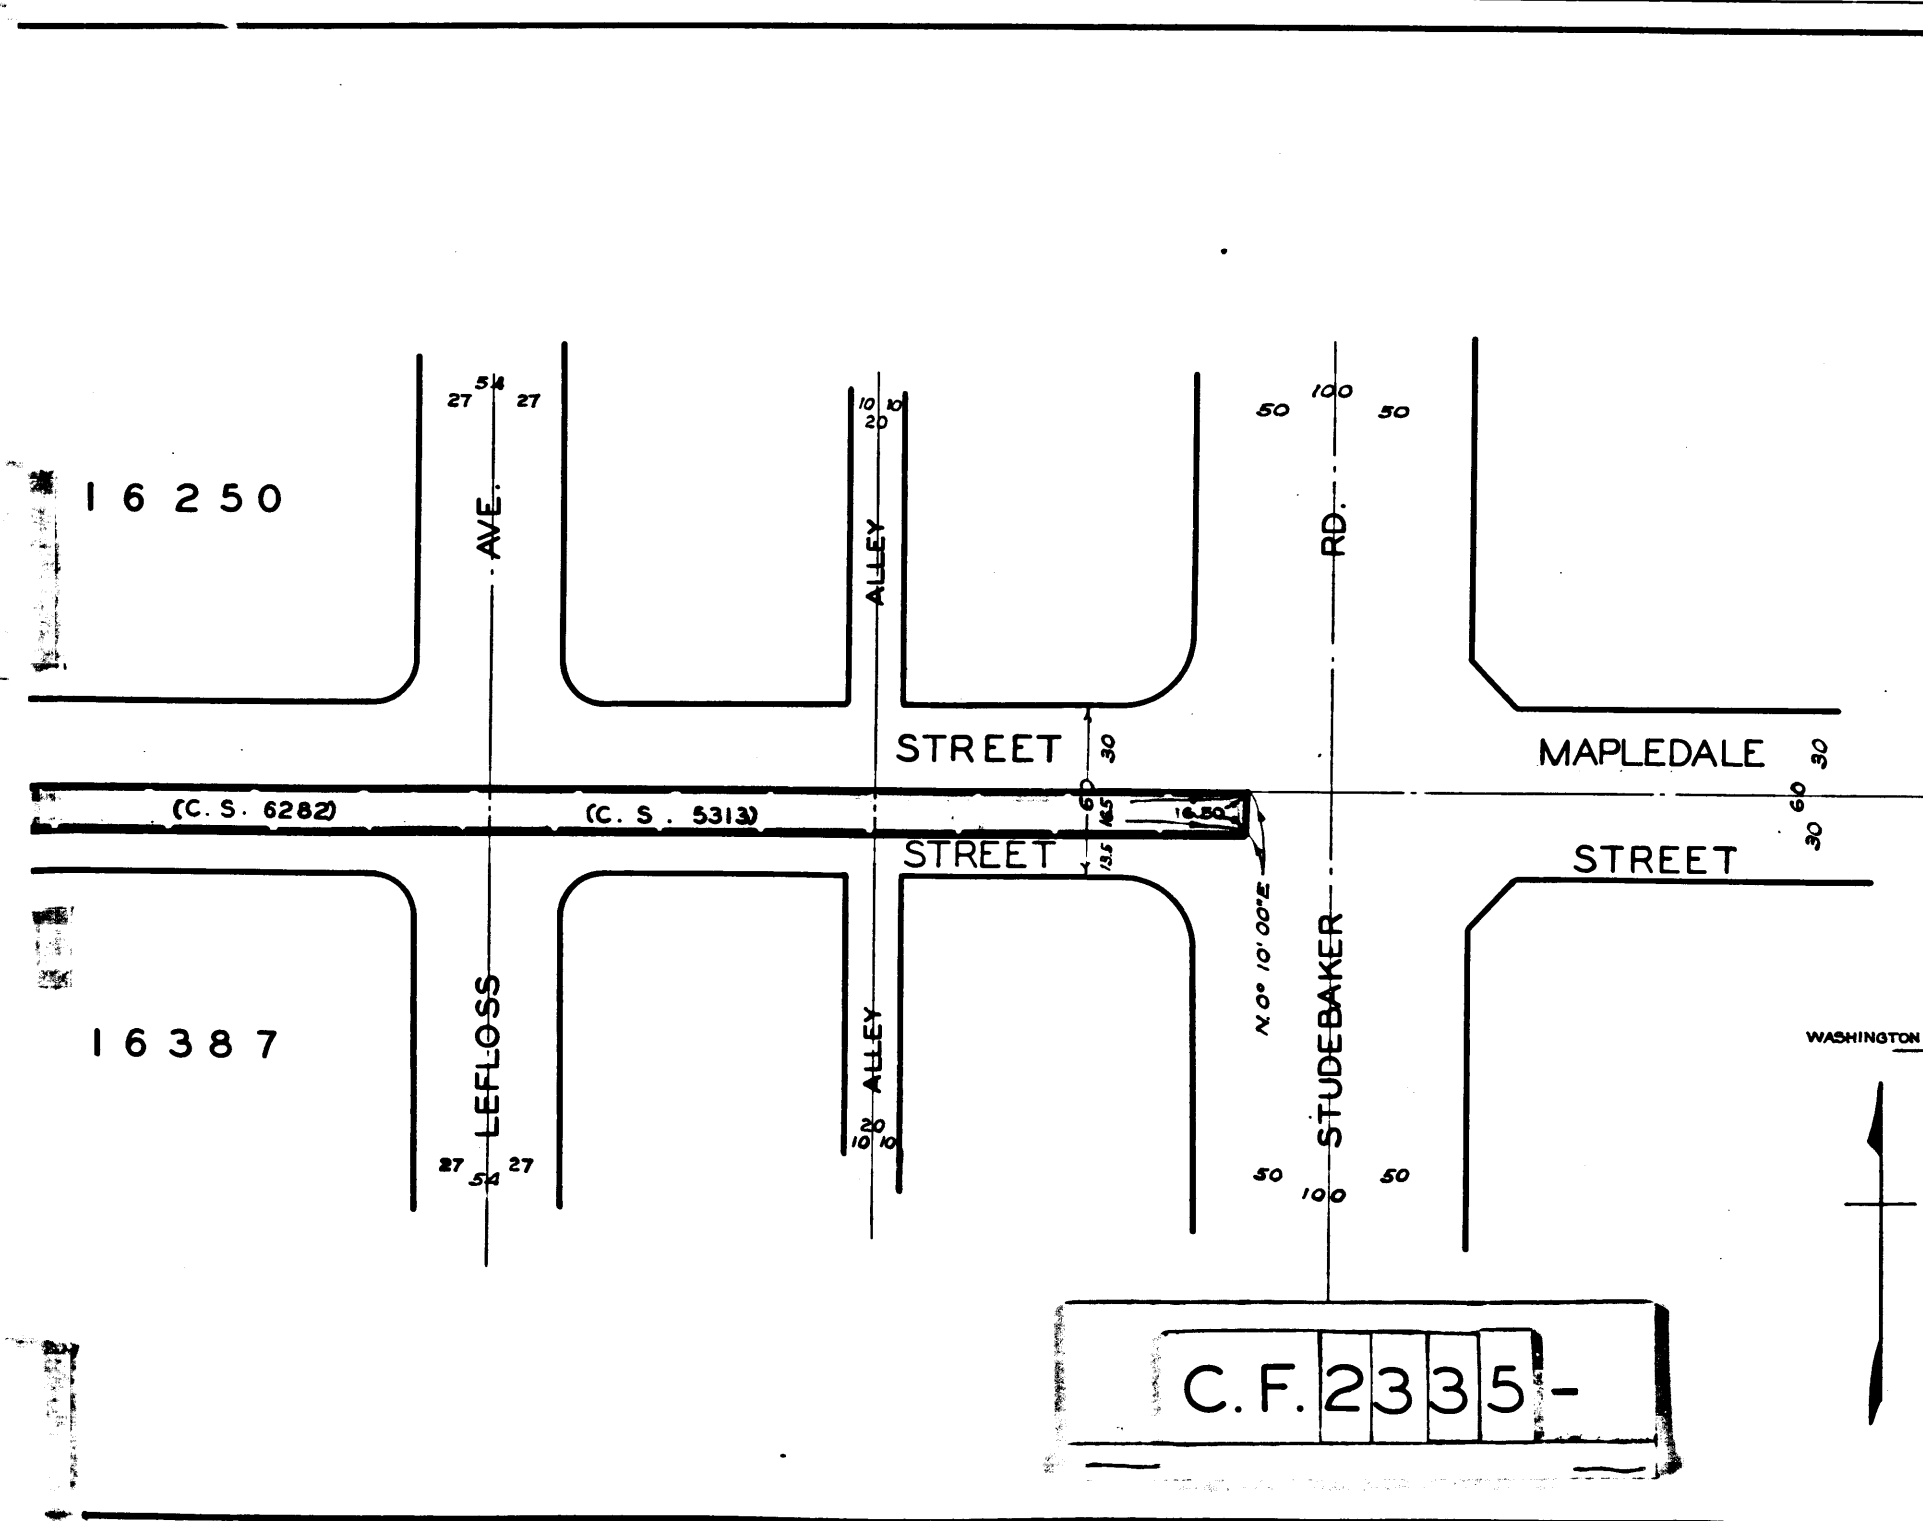 54
27 27
10 10
20
100
50 50
16250
AVE.
ALLEY
RD.
STREET
30
MAPLEDALE
30
(C. S. 6282)
(C. S. 5313)
60
16.5
16.50
60
13.5
30
STREET
STREET
N.0° 10' 00"E
16387
LEFLOSS
ALLEY
STUDEBAKER
WASHINGTON
20
10 10
27 27
54
50 50
100
C. F. 2335-